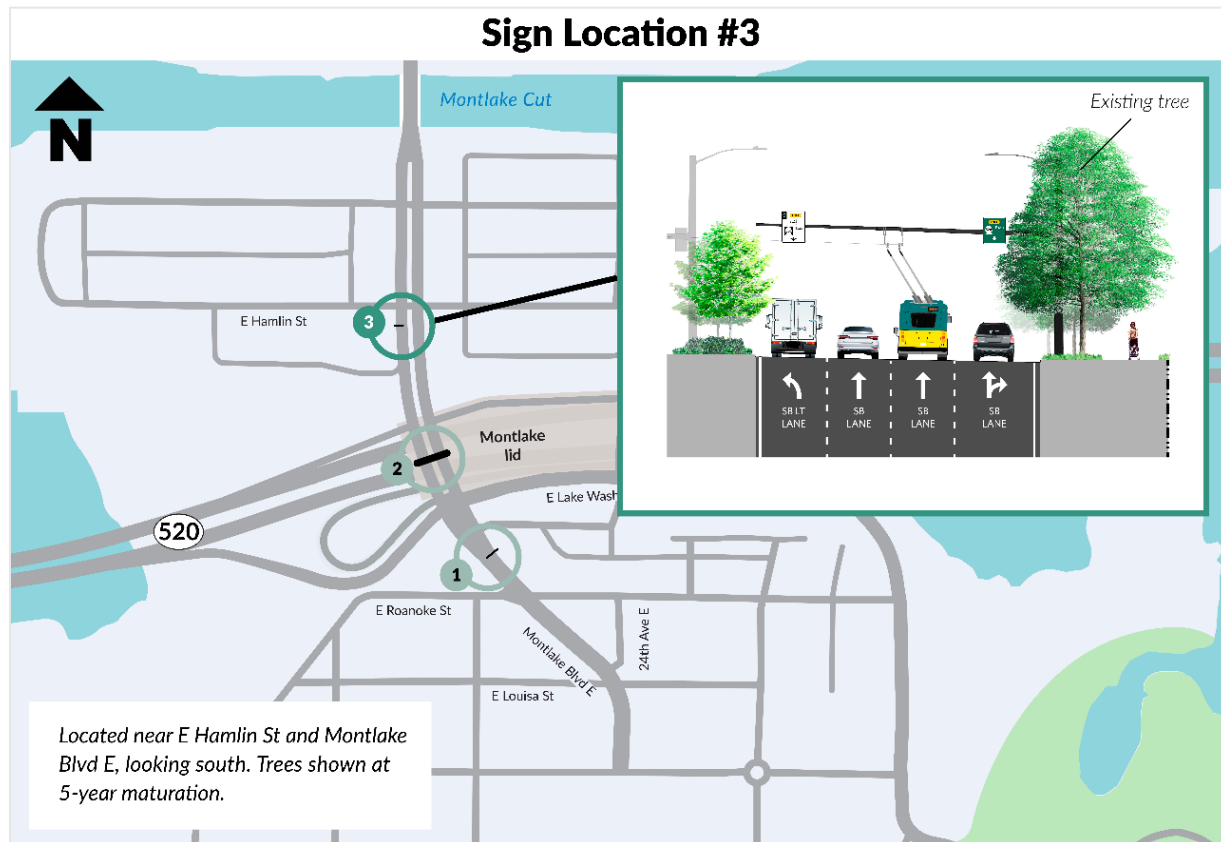 Sign Location #3
N
Montlake Cut
Existing tree
SB LT
LANE
SB
LANE
SB
LANE
SB
LANE
E Hamlin St
3
Montlake
lid
2
E Lake Wash
520
1
E Roanoke St
Montlake Blvd E
24th Ave E
E Louisa St
Located near E Hamlin St and Montlake
Blvd E, looking south. Trees shown at
5-year maturation.